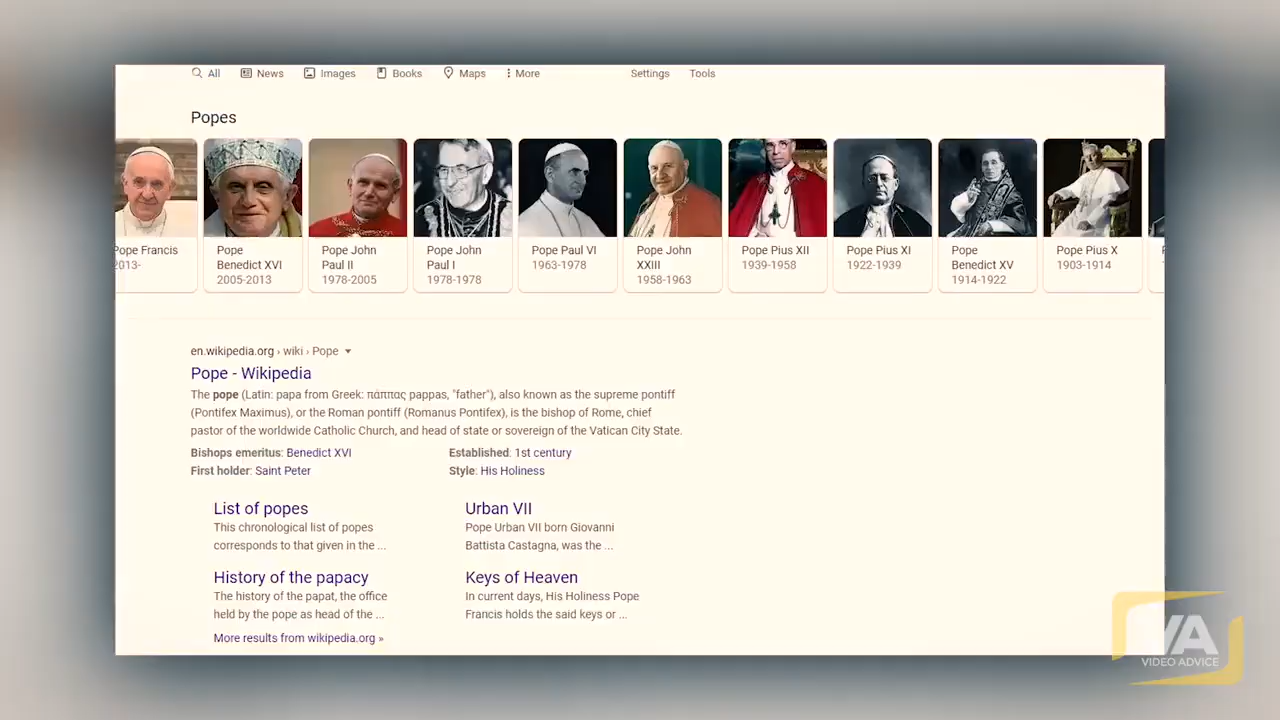 All News Images Books Maps More Settings Tools
Popes
Pope Francis
2013-
Pope
Benedict XVI
2005-2013
Pope John
Paul II
1978-2005
Pope John
Paul I
1978-1978
Pope Paul VI
1963-1978
Pope John
XXIII
1958-1963
Pope Pius XII
1939-1958
Pope Pius XI
1922-1939
Pope
Benedict XV
1914-1922
Pope Pius X
1903-1914
en.wikipedia.org › wiki › Pope
Pope - Wikipedia
The pope (Latin: papa from Greek: πάππας pappas, "father"), also known as the supreme pontiff
(Pontifex Maximus), or the Roman pontiff (Romanus Pontifex), is the bishop of Rome, chief
pastor of the worldwide Catholic Church, and head of state or sovereign of the Vatican City State.
Bishops emeritus: Benedict XVI Established: 1st century
First holder: Saint Peter Style: His Holiness
List of popes
This chronological list of popes
corresponds to that given in the ...
Urban VII
Pope Urban VII born Giovanni
Battista Castagna, was the ...
History of the papacy
The history of the papat, the office
held by the pope as head of the ...
Keys of Heaven
In current days, His Holiness Pope
Francis holds the said keys or ...
More results from wikipedia.org »
VA
VIDEO ADVICE